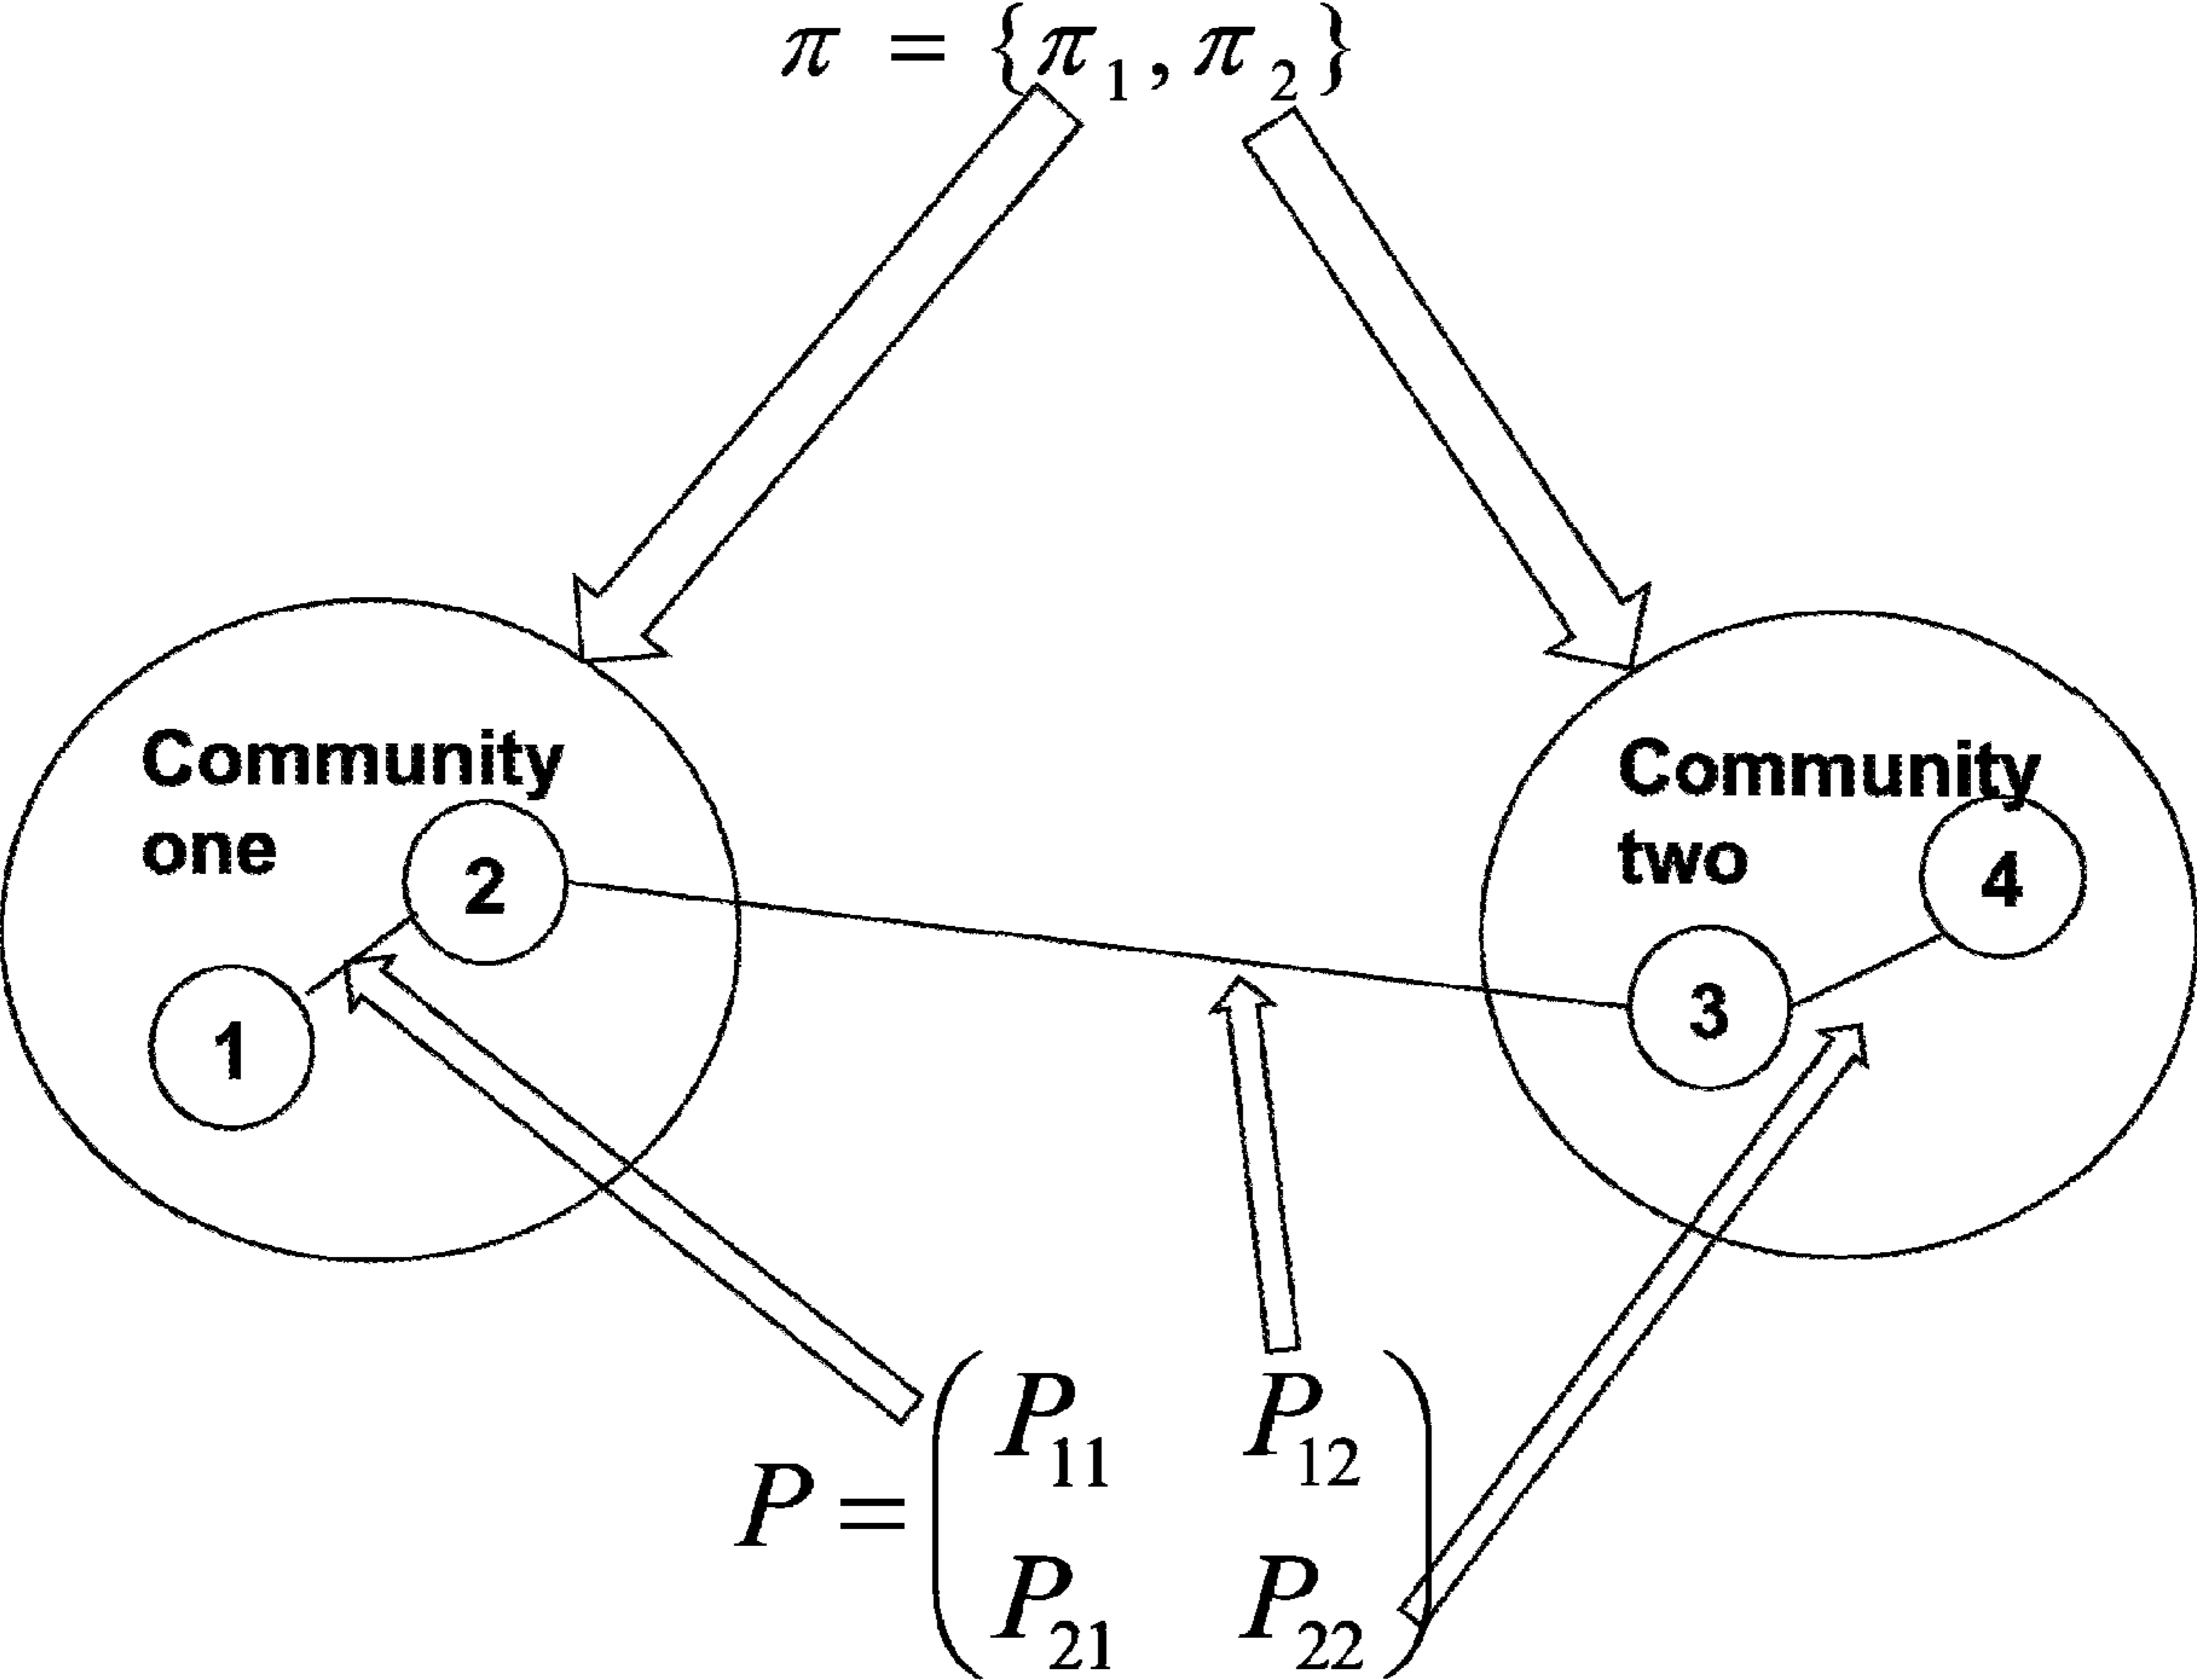 π = {π₁, π₂}
Community
one
2
1
Community
two
4
3
P = (P₁₁ P₁₂
P₂₁ P₂₂)